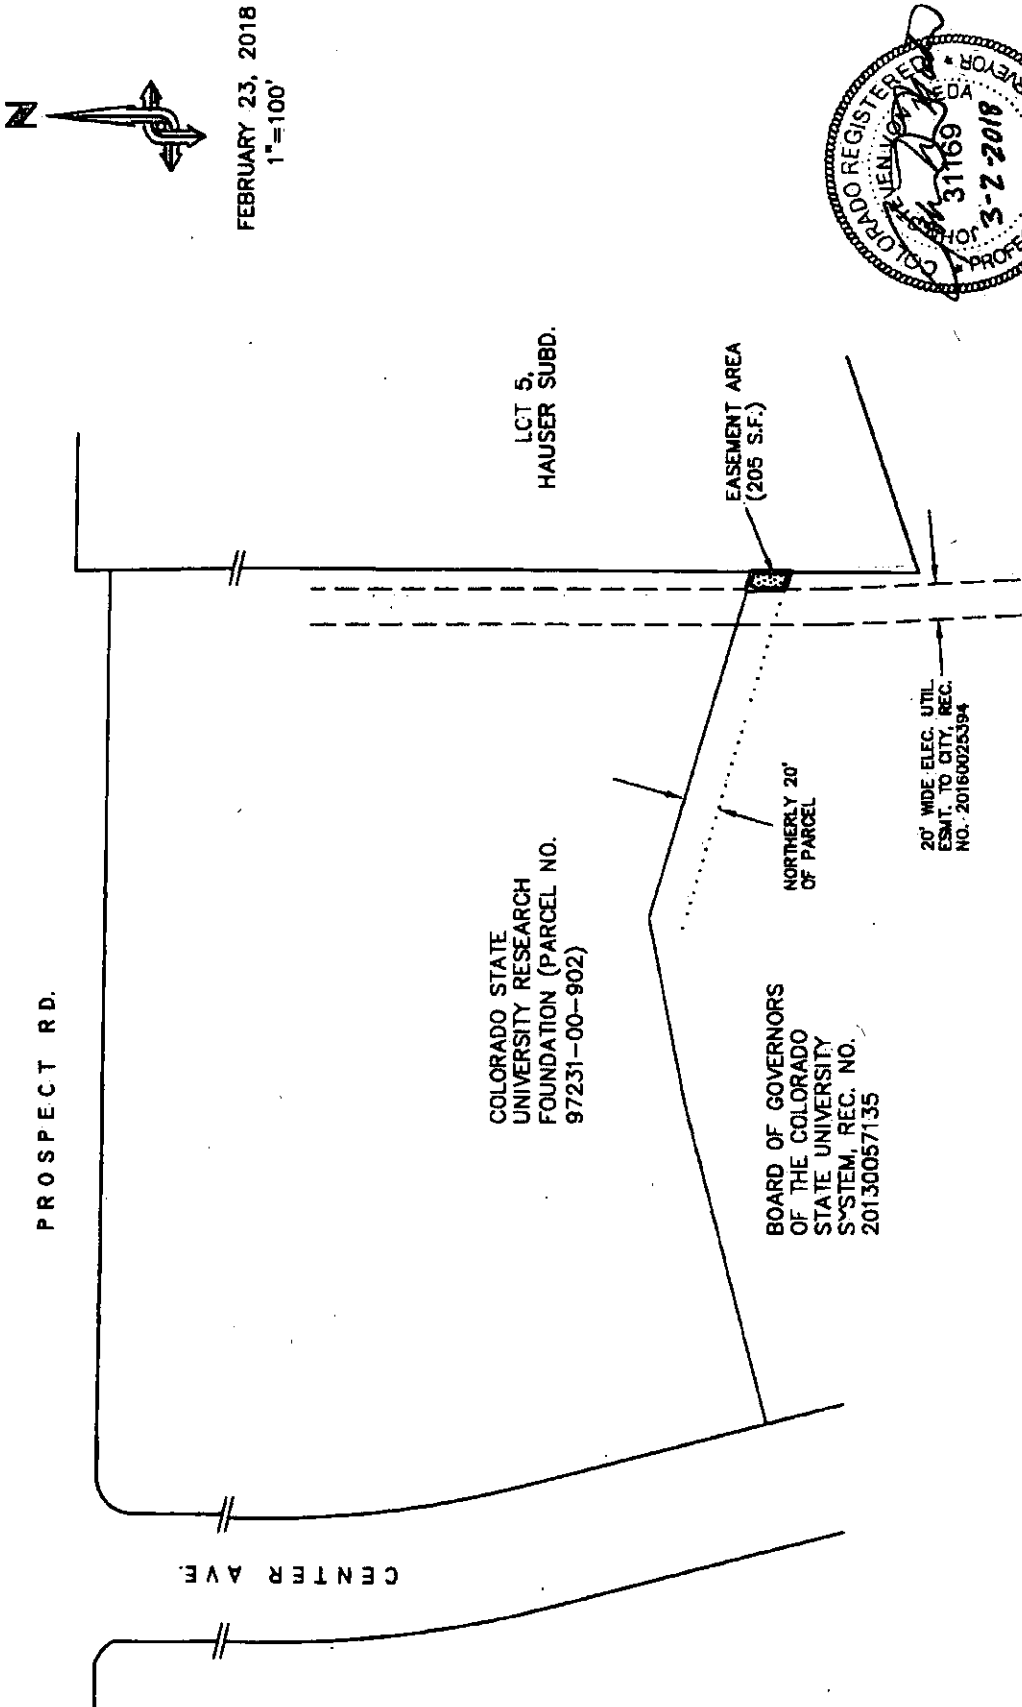 N
FEBRUARY 23, 2018
1"=100'
PROSPECT RD.
CENTER AVE.
LOT 5,
HAUSER SUBD.
EASEMENT AREA
(205 S.F.)
COLORADO STATE
UNIVERSITY RESEARCH
FOUNDATION (PARCEL NO.
97231-00-902)
NORTHERLY 20'
OF PARCEL
BOARD OF GOVERNORS
OF THE COLORADO
STATE UNIVERSITY
SYSTEM, REC. NO.
20130057135
20' WIDE ELEC. UTIL.
ESMT. TO CITY, REC.
NO. 20160025394
COLORADO REGISTERED
JOHN STEVEN VON
31169
3-2-2018